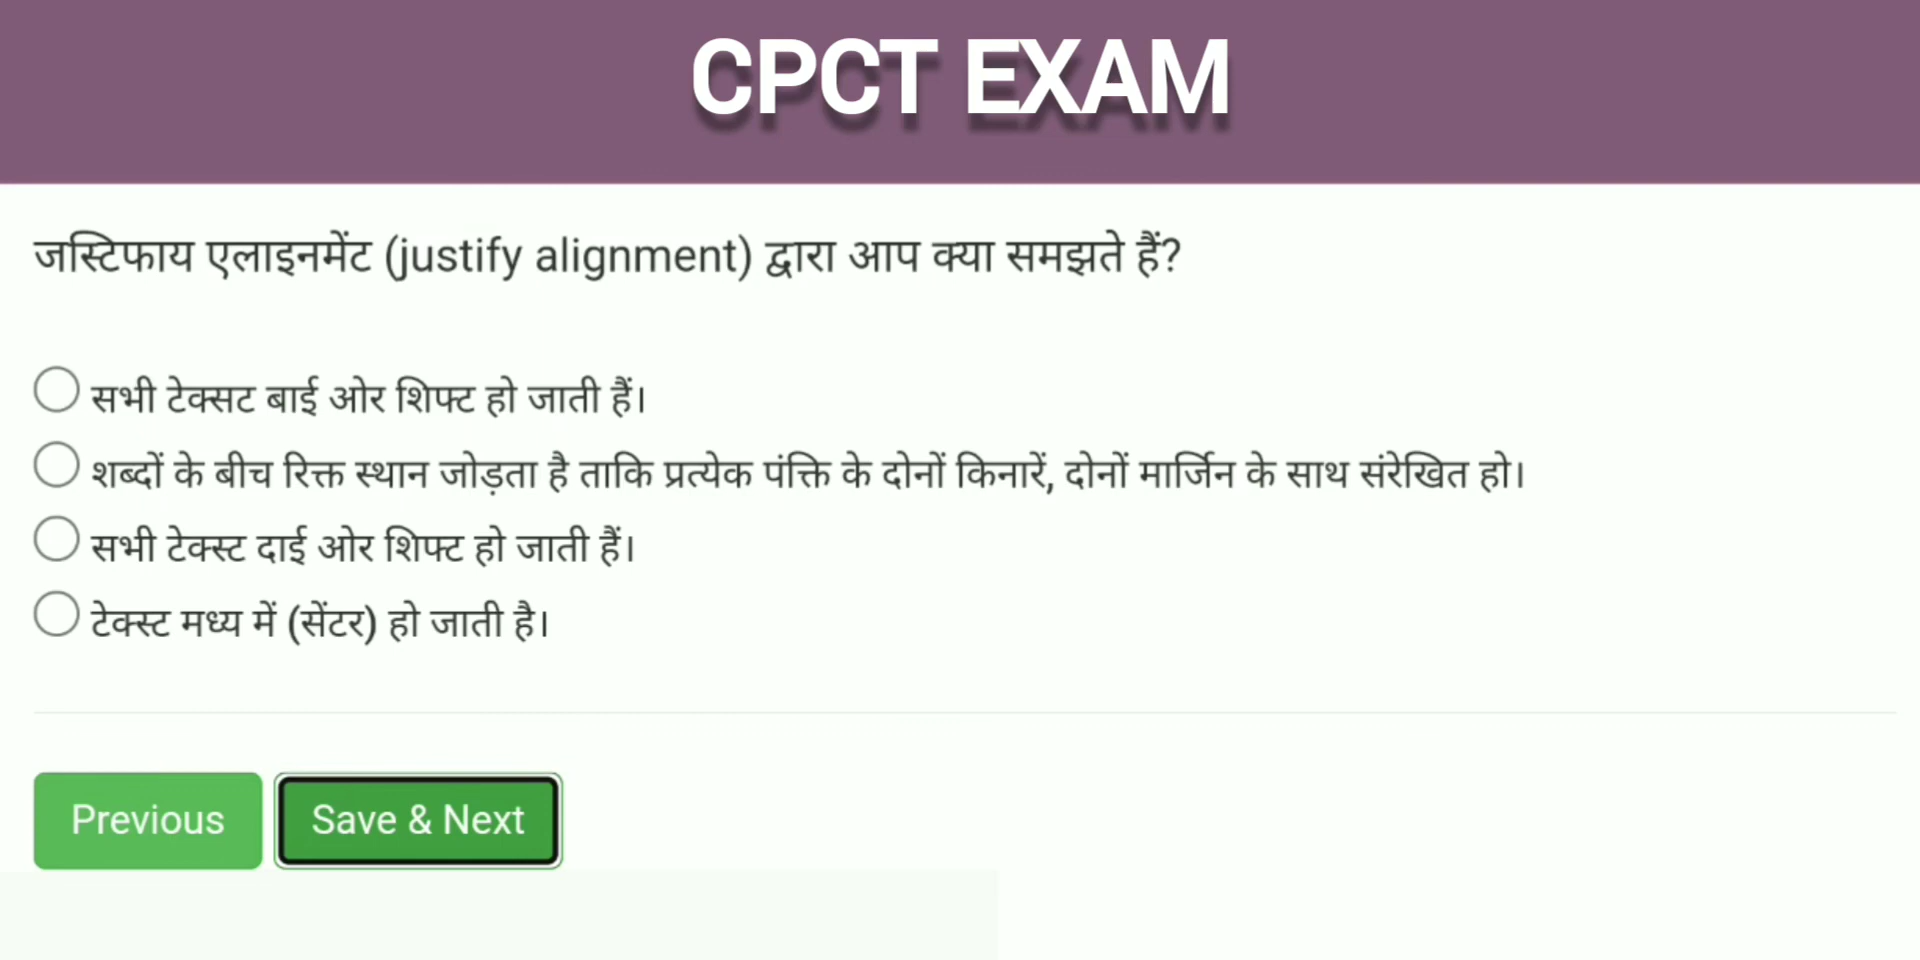 CPCT EXAM
जस्टिफाय एलाइनमेंट (justify alignment) द्वारा आप क्या समझते हैं?
सभी टेक्सट बाई ओर शिफ्ट हो जाती हैं।
शब्दों के बीच रिक्त स्थान जोड़ता है ताकि प्रत्येक पंक्ति के दोनों किनारें, दोनों मार्जिन के साथ संरेखित हो।
सभी टेक्स्ट दाई ओर शिफ्ट हो जाती हैं।
टेक्स्ट मध्य में (सेंटर) हो जाती है।
Previous
Save & Next